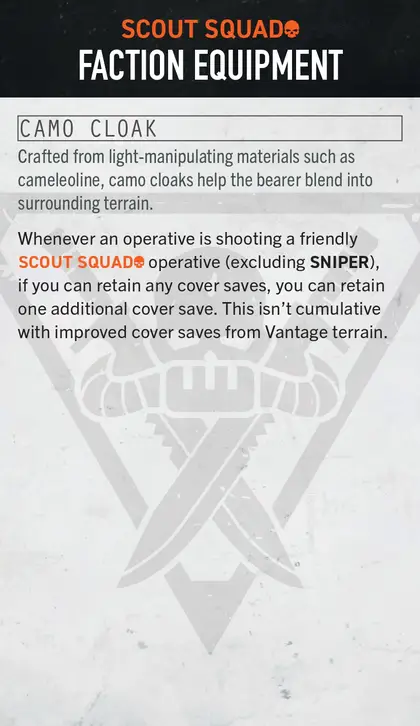 SCOUT SQUAD
FACTION EQUIPMENT
CAMO CLOAK
Crafted from light-manipulating materials such as
cameleoline, camo cloaks help the bearer blend into
surrounding terrain.
Whenever an operative is shooting a friendly
SCOUT SQUAD operative (excluding SNIPER),
if you can retain any cover saves, you can retain
one additional cover save. This isn’t cumulative
with improved cover saves from Vantage terrain.